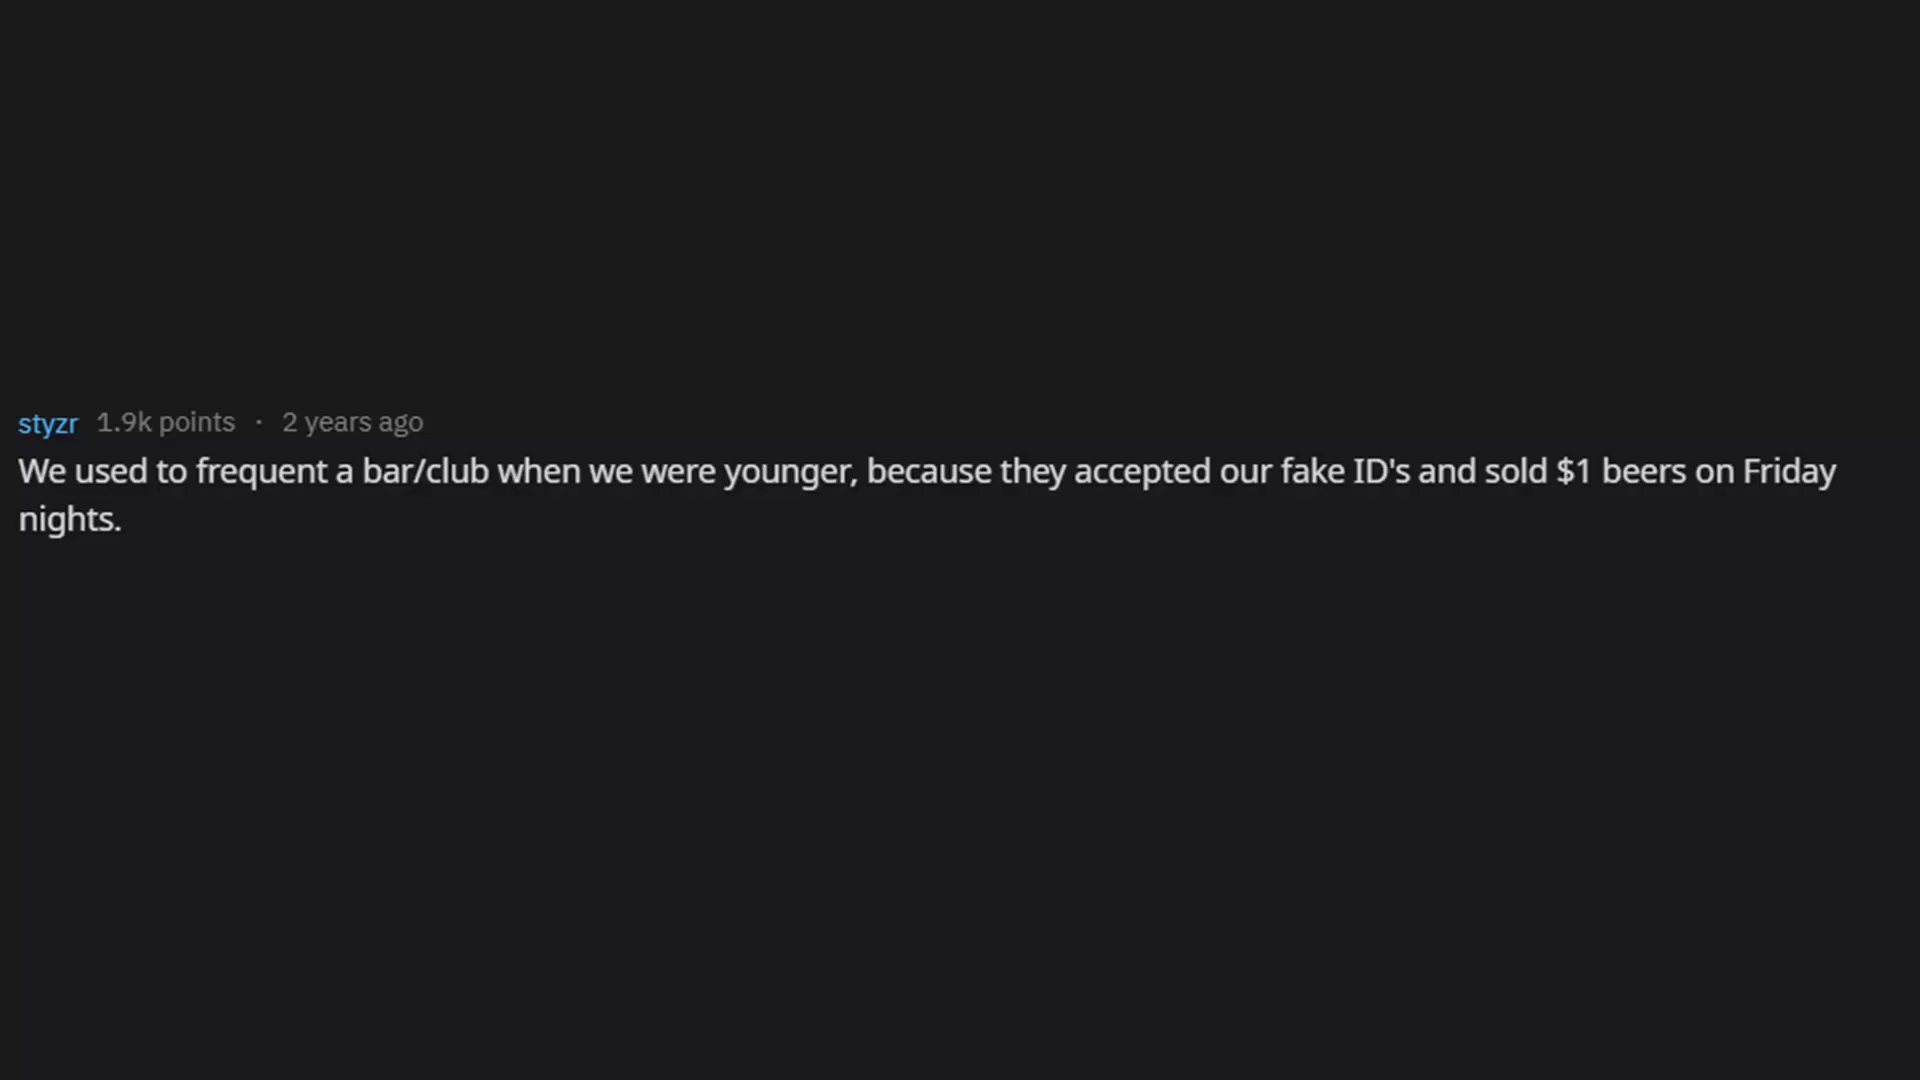 styzr 1.9k points · 2 years ago
We used to frequent a bar/club when we were younger, because they accepted our fake ID's and sold $1 beers on Friday
nights.